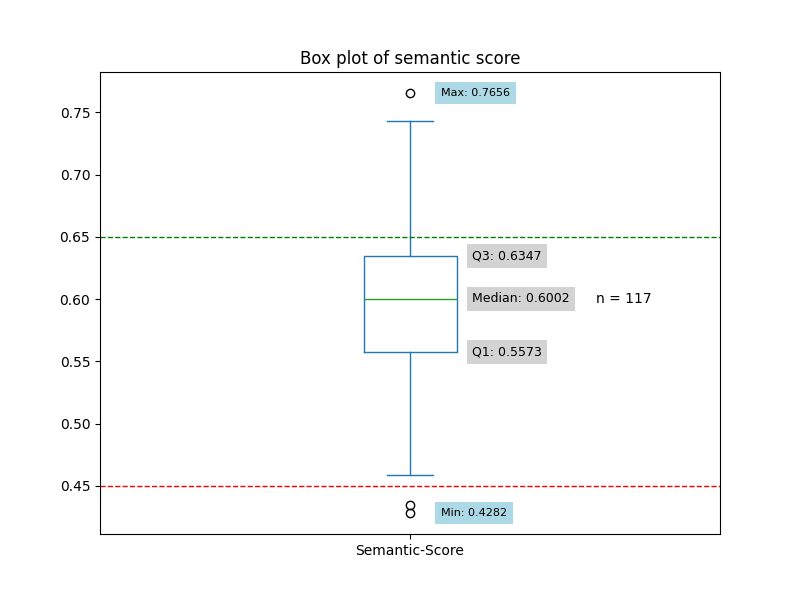 Box plot of semantic score
Max: 0.7656
0.75
0.70
0.65
Q3: 0.6347
0.60
Median: 0.6002
n = 117
Q1: 0.5573
0.55
0.50
0.45
Min: 0.4282
Semantic-Score